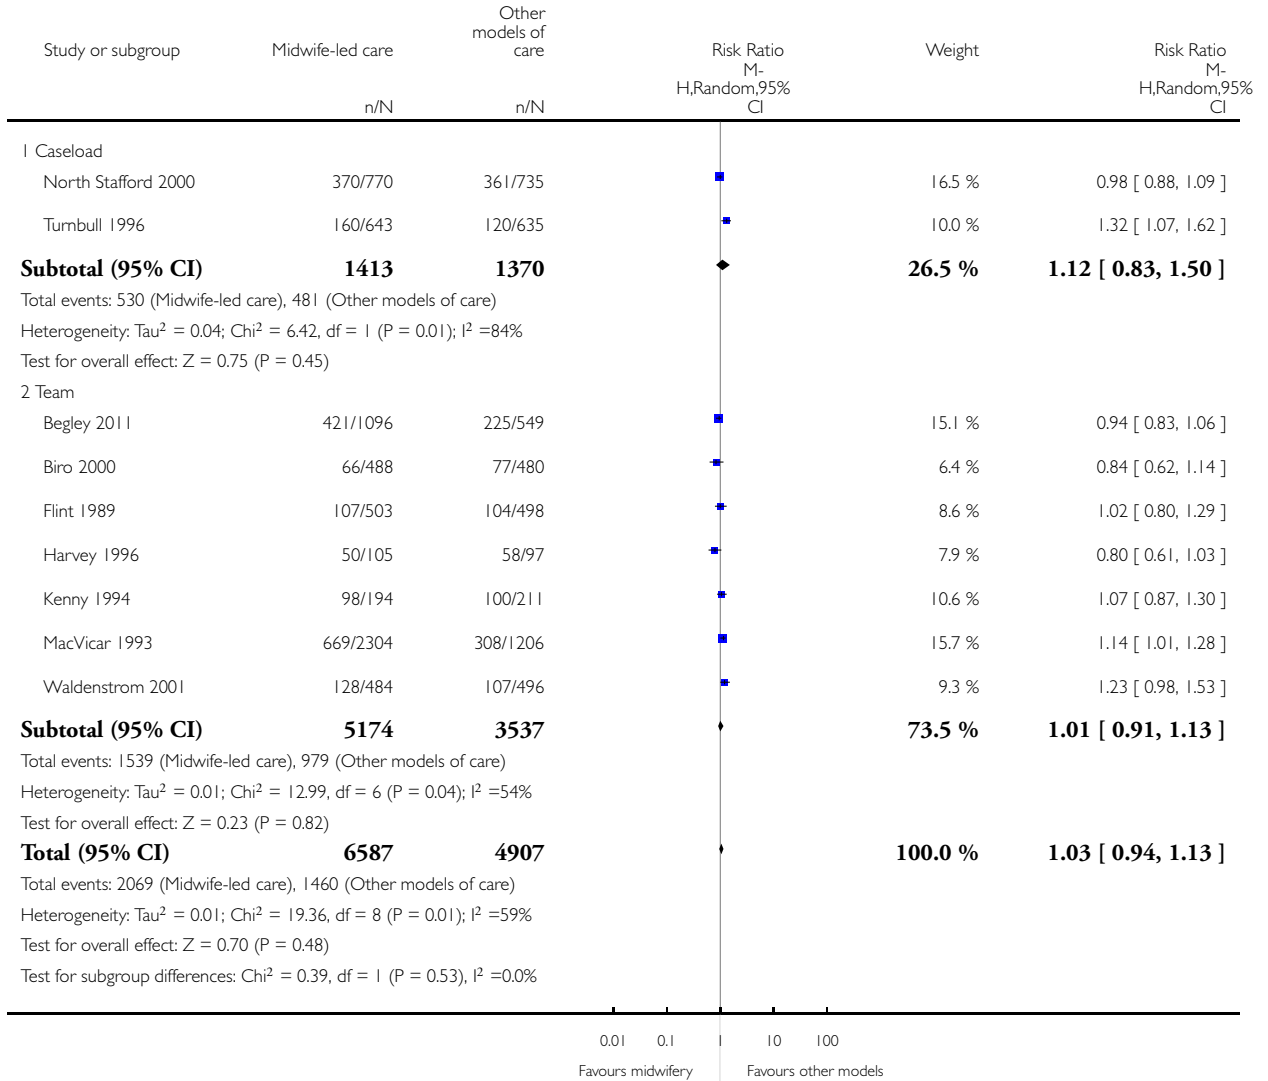 Study or subgroup Midwife-led care Other models of care Risk Ratio Weight Risk Ratio
n/N n/N M-H,Random,95% CI M-H,Random,95% CI
1 Caseload
North Stafford 2000 370/770 361/735 16.5 % 0.98 [ 0.88, 1.09 ]
Turnbull 1996 160/643 120/635 10.0 % 1.32 [ 1.07, 1.62 ]
Subtotal (95% CI) 1413 1370 26.5 % 1.12 [ 0.83, 1.50 ]
Total events: 530 (Midwife-led care), 481 (Other models of care)
Heterogeneity: Tau² = 0.04; Chi² = 6.42, df = 1 (P = 0.01); I² =84%
Test for overall effect: Z = 0.75 (P = 0.45)
2 Team
Begley 2011 421/1096 225/549 15.1 % 0.94 [ 0.83, 1.06 ]
Biro 2000 66/488 77/480 6.4 % 0.84 [ 0.62, 1.14 ]
Flint 1989 107/503 104/498 8.6 % 1.02 [ 0.80, 1.29 ]
Harvey 1996 50/105 58/97 7.9 % 0.80 [ 0.61, 1.03 ]
Kenny 1994 98/194 100/211 10.6 % 1.07 [ 0.87, 1.30 ]
MacVicar 1993 669/2304 308/1206 15.7 % 1.14 [ 1.01, 1.28 ]
Waldenstrom 2001 128/484 107/496 9.3 % 1.23 [ 0.98, 1.53 ]
Subtotal (95% CI) 5174 3537 73.5 % 1.01 [ 0.91, 1.13 ]
Total events: 1539 (Midwife-led care), 979 (Other models of care)
Heterogeneity: Tau² = 0.01; Chi² = 12.99, df = 6 (P = 0.04); I² =54%
Test for overall effect: Z = 0.23 (P = 0.82)
Total (95% CI) 6587 4907 100.0 % 1.03 [ 0.94, 1.13 ]
Total events: 2069 (Midwife-led care), 1460 (Other models of care)
Heterogeneity: Tau² = 0.01; Chi² = 19.36, df = 8 (P = 0.01); I² =59%
Test for overall effect: Z = 0.70 (P = 0.48)
Test for subgroup differences: Chi² = 0.39, df = 1 (P = 0.53), I² =0.0%
0.01 0.1 1 10 100
Favours midwifery Favours other models